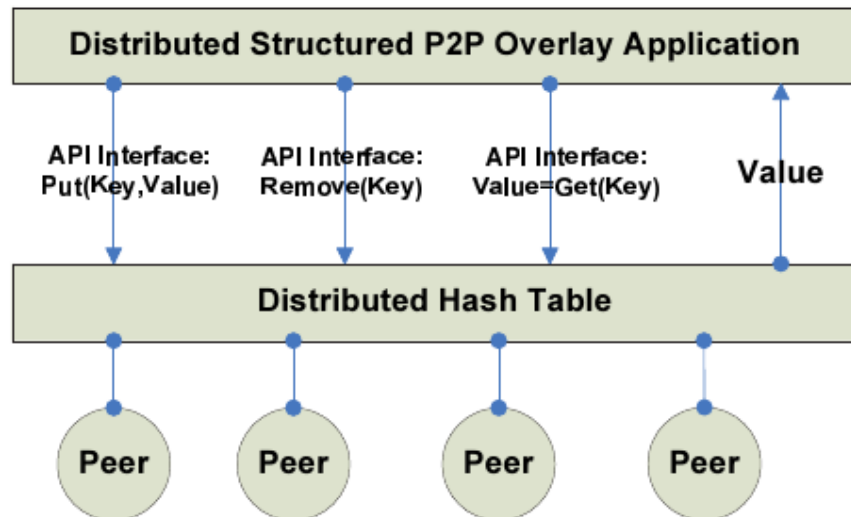 Distributed Structured P2P Overlay Application
API Interface:
Put(Key,Value)
API Interface:
Remove(Key)
API Interface:
Value=Get(Key)
Value
Distributed Hash Table
Peer
Peer
Peer
Peer